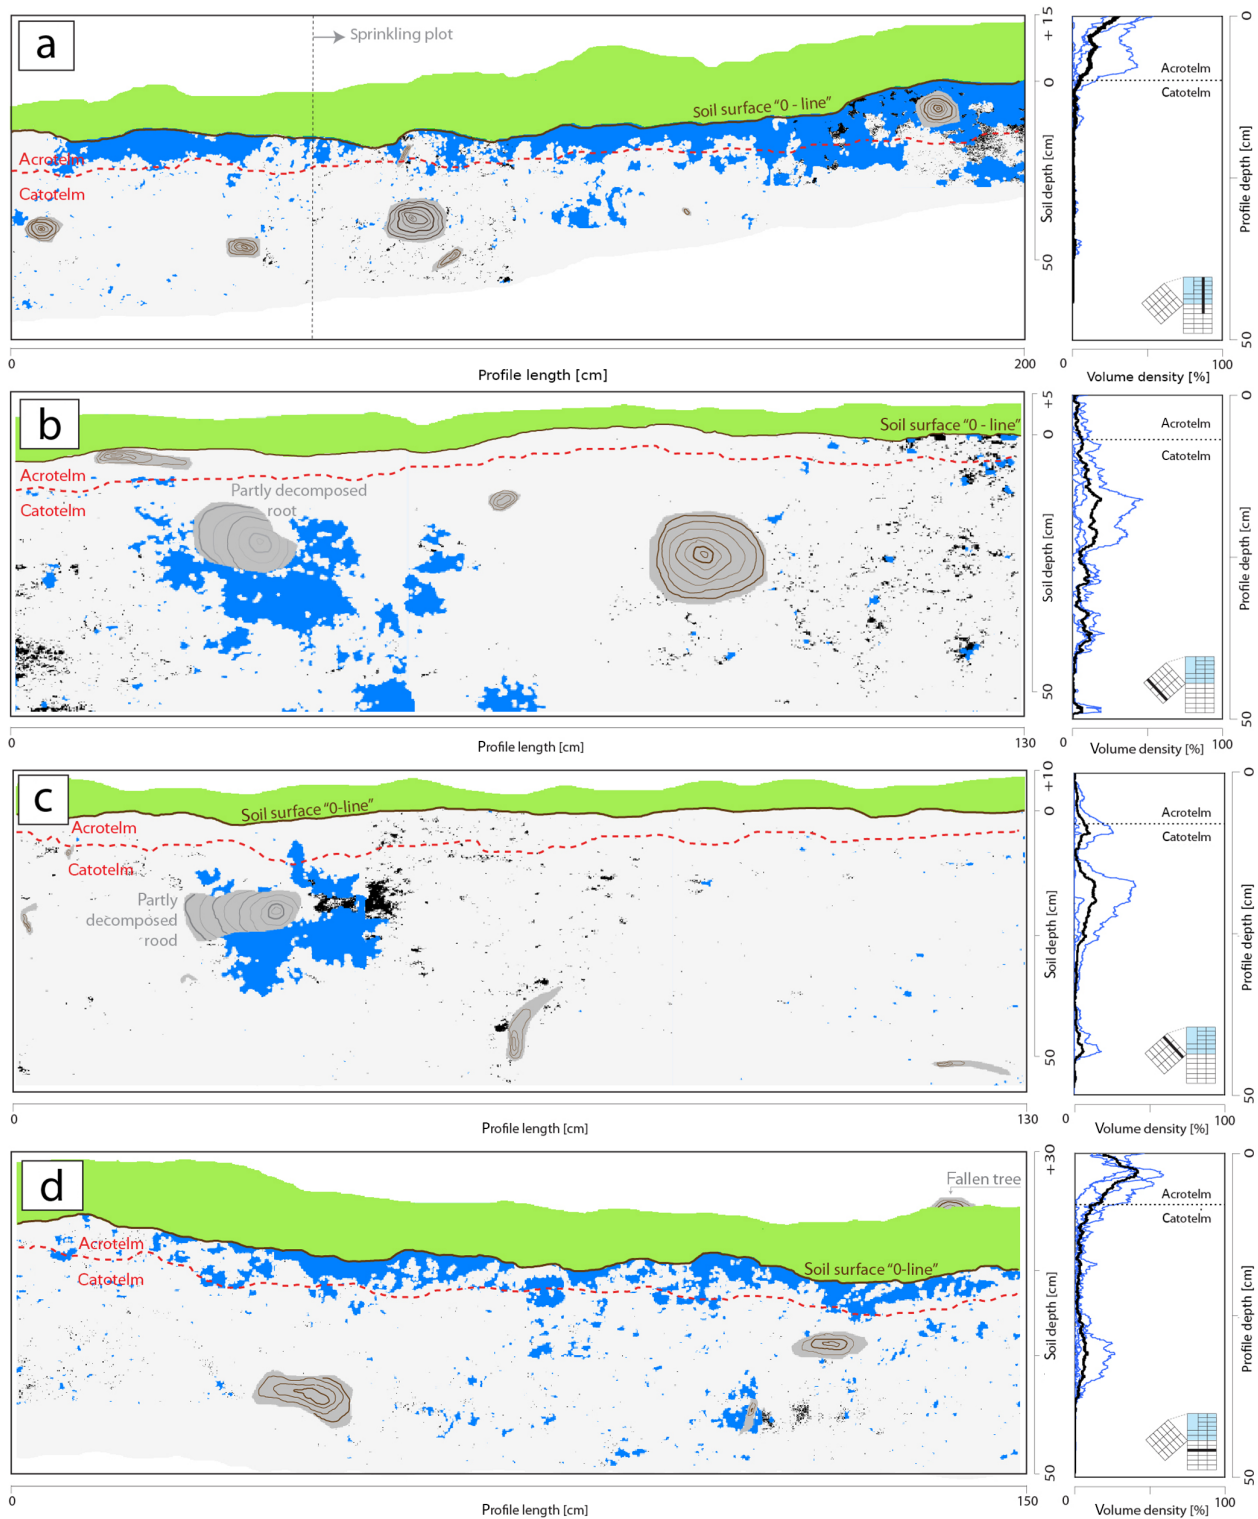 a
Sprinkling plot
Soil surface "0 - line"
Acrotelm
Catotelm
+ 15
0
Soil depth [cm]
50
0
200
Profile length [cm]
0
Acrotelm
Catotelm
Profile depth [cm]
50
0
100
Volume density [%]
b
Soil surface "0 - line"
Acrotelm
Catotelm
Partly decomposed
root
+5
0
Soil depth [cm]
50
0
130
Profile length [cm]
0
Acrotelm
Catotelm
Profile depth [cm]
50
0
100
Volume density [%]
c
Soil surface "0-line"
Acrotelm
Catotelm
Partly
decomposed
rood
+10
0
Soil depth [cm]
50
0
130
Profile length [cm]
0
Acrotelm
Catotelm
Profile depth [cm]
50
0
100
Volume density [%]
d
Fallen tree
Acrotelm
Catotelm
Soil surface "0-line"
+30
Soil depth [cm]
50
0
150
Profile length [cm]
0
Acrotelm
Catotelm
Profile depth [cm]
50
0
100
Volume density [%]